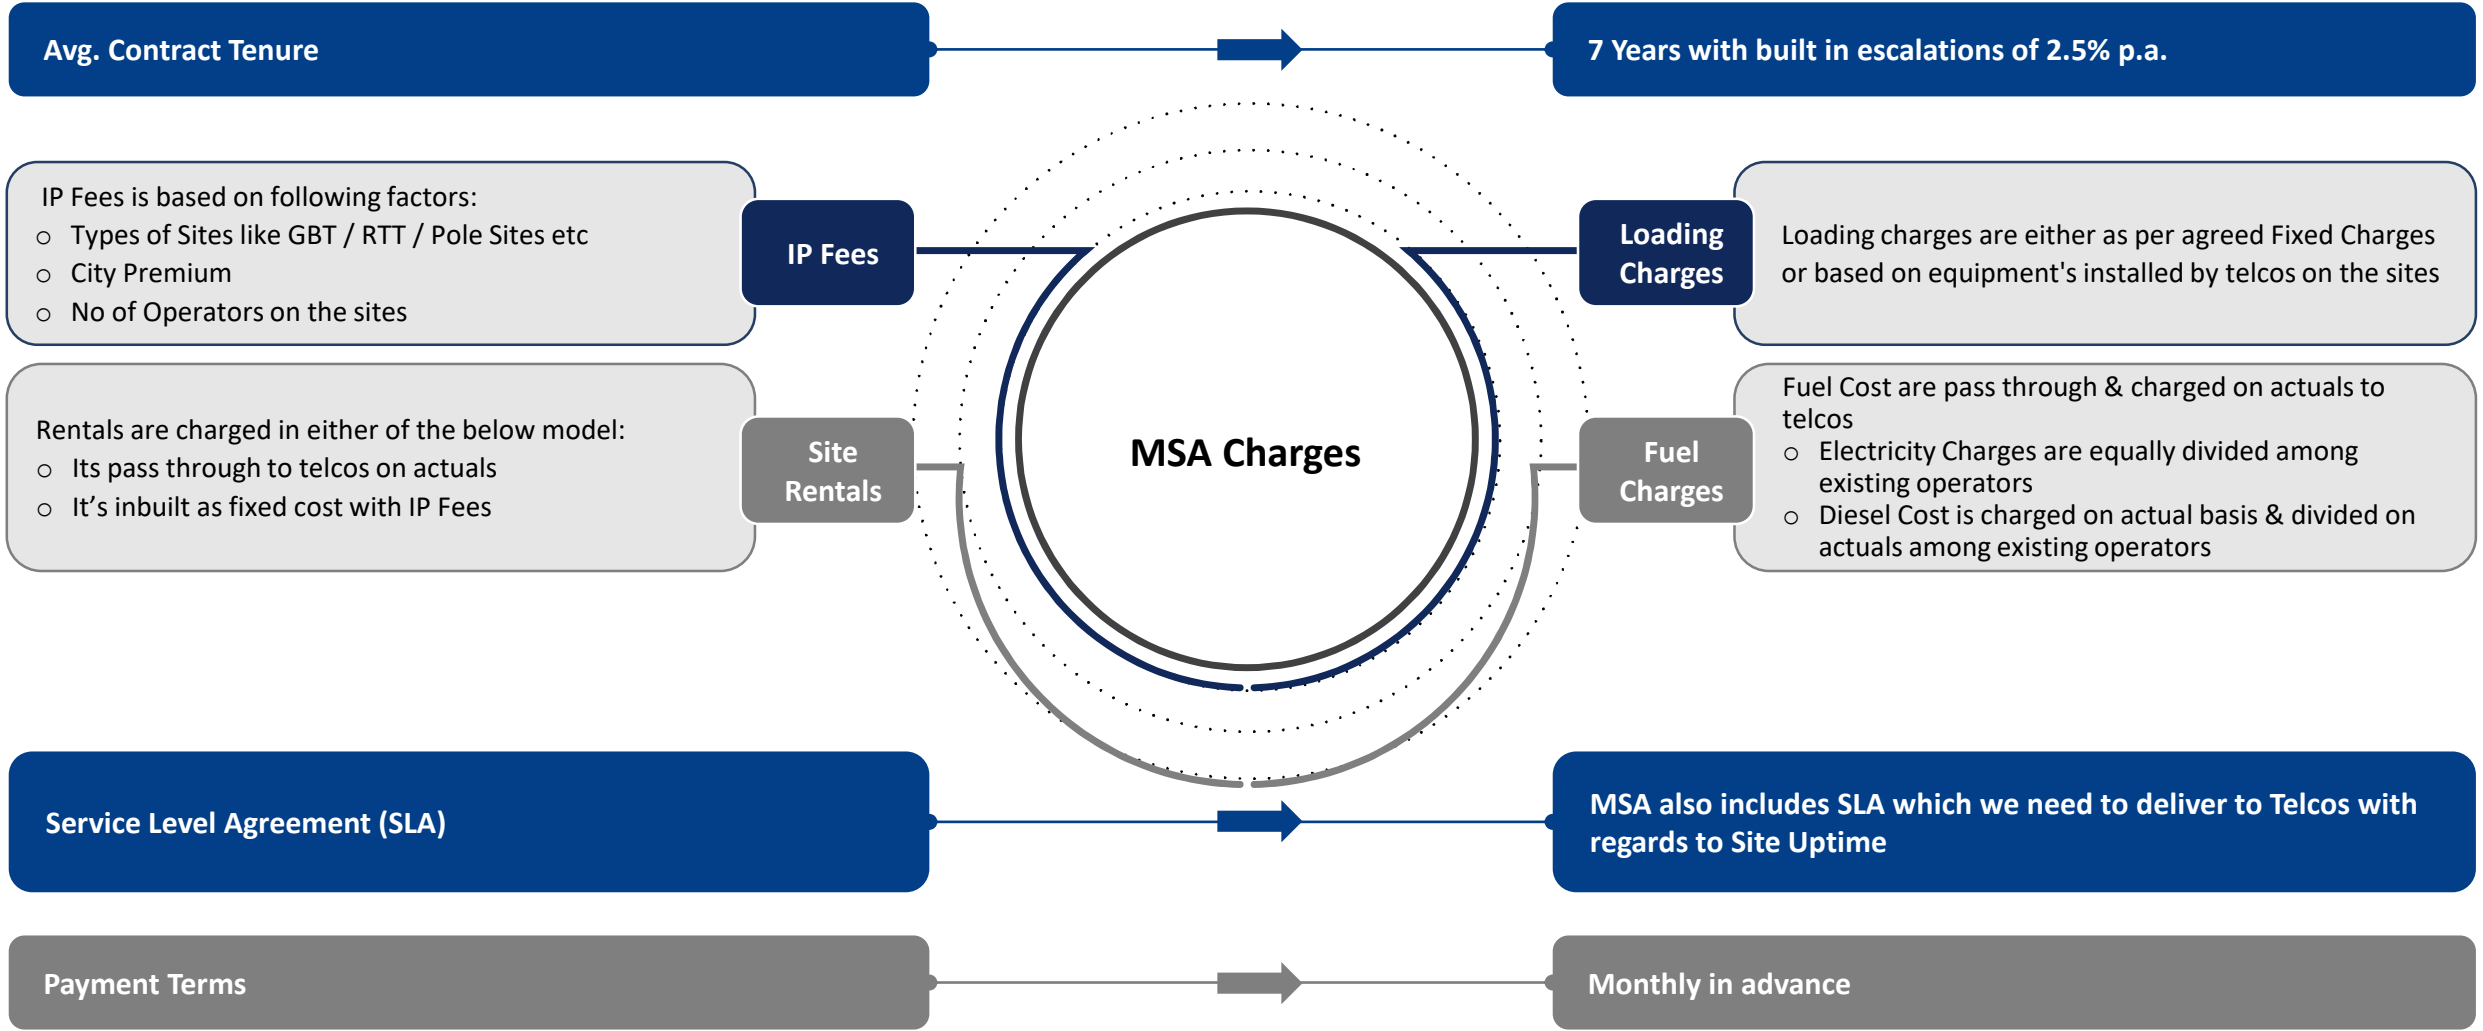 Avg. Contract Tenure
7 Years with built in escalations of 2.5% p.a.
IP Fees is based on following factors:
o Types of Sites like GBT / RTT / Pole Sites etc
o City Premium
o No of Operators on the sites
IP Fees
Loading
Charges
Loading charges are either as per agreed Fixed Charges
or based on equipment's installed by telcos on the sites
Rentals are charged in either of the below model:
o Its pass through to telcos on actuals
o It’s inbuilt as fixed cost with IP Fees
Site
Rentals
MSA Charges
Fuel
Charges
Fuel Cost are pass through & charged on actuals to
telcos
o Electricity Charges are equally divided among
existing operators
o Diesel Cost is charged on actual basis & divided on
actuals among existing operators
Service Level Agreement (SLA)
MSA also includes SLA which we need to deliver to Telcos with
regards to Site Uptime
Payment Terms
Monthly in advance